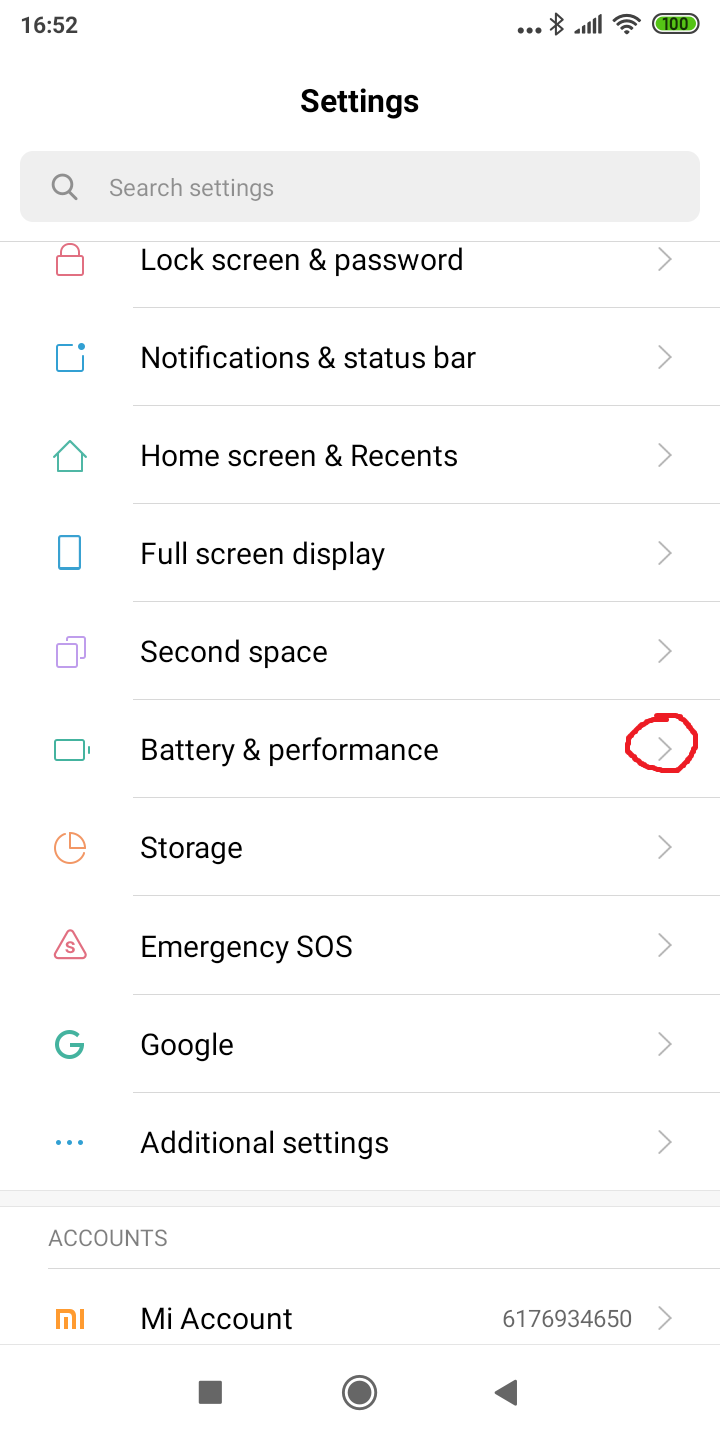 16:52
100
Settings
Search settings
Lock screen & password
Notifications & status bar
Home screen & Recents
Full screen display
Second space
Battery & performance
Storage
S
Emergency SOS
G
Google
Additional settings
ACCOUNTS
mi
Mi Account
6176934650